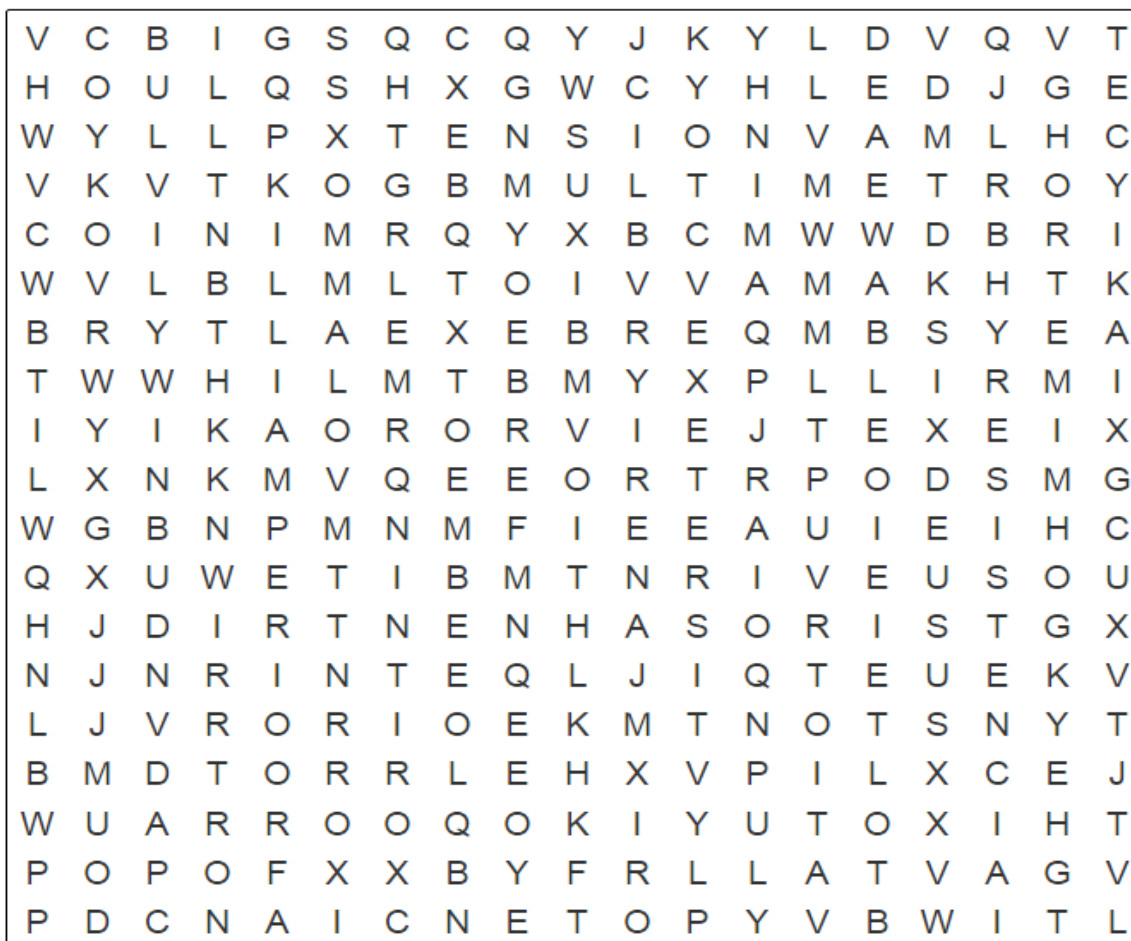 V C B I G S Q C Q Y J K Y L D V Q V T
H O U L Q S H X G W C Y H L E D J G E
W Y L L P X T E N S I O N V A M L H C
V K V T K O G B M U L T I M E T R O Y
C O I N I M R Q Y X B C M W W D B R I
W V L B L M L T O I V V A M A K H T K
B R Y T L A E X E B R E Q M B S Y E A
T W W H I L M T B M Y X P L L I R M I
I Y I K A O R O R V I E J T E X E I X
L X N K M V Q E E O R T R P O D S M G
W G B N P M N M F I E E A U I E I H C
Q X U W E T I B M T N R I V E U S O U
H J D I R T N E N H A S O R I S T G X
N J N R I N T E Q L J I Q T E U E K V
L J V R O R I O E K M T N O T S N Y T
B M D T O R R L E H X V P I L X C E J
W U A R R O O Q O K I Y U T O X I H T
P O P O F X X B Y F R L L A T V A G V
P D C N A I C N E T O P Y V B W I T L